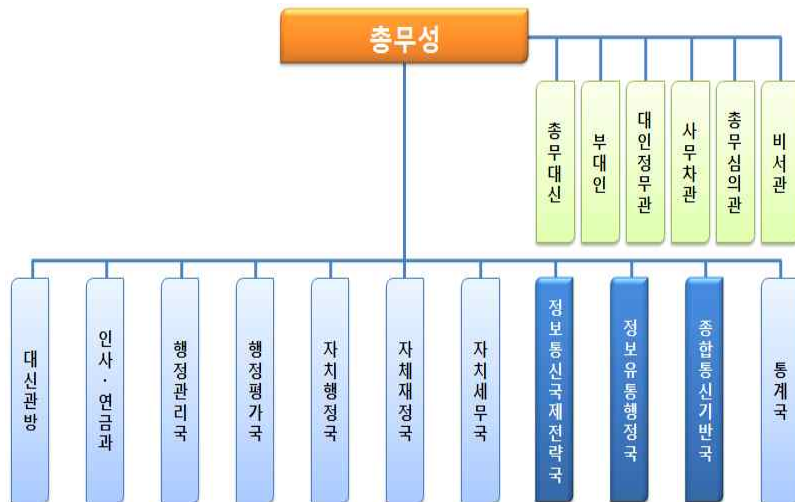 총무성
총무대신
부대인
대인정무관
사무차관
총무심의관
비서관
대신관방
인사·연금과
행정관리국
행정평가국
자치행정국
자체재정국
자치세무국
정보통신국제전략국
정보유통행정국
종합통신기반국
통계국